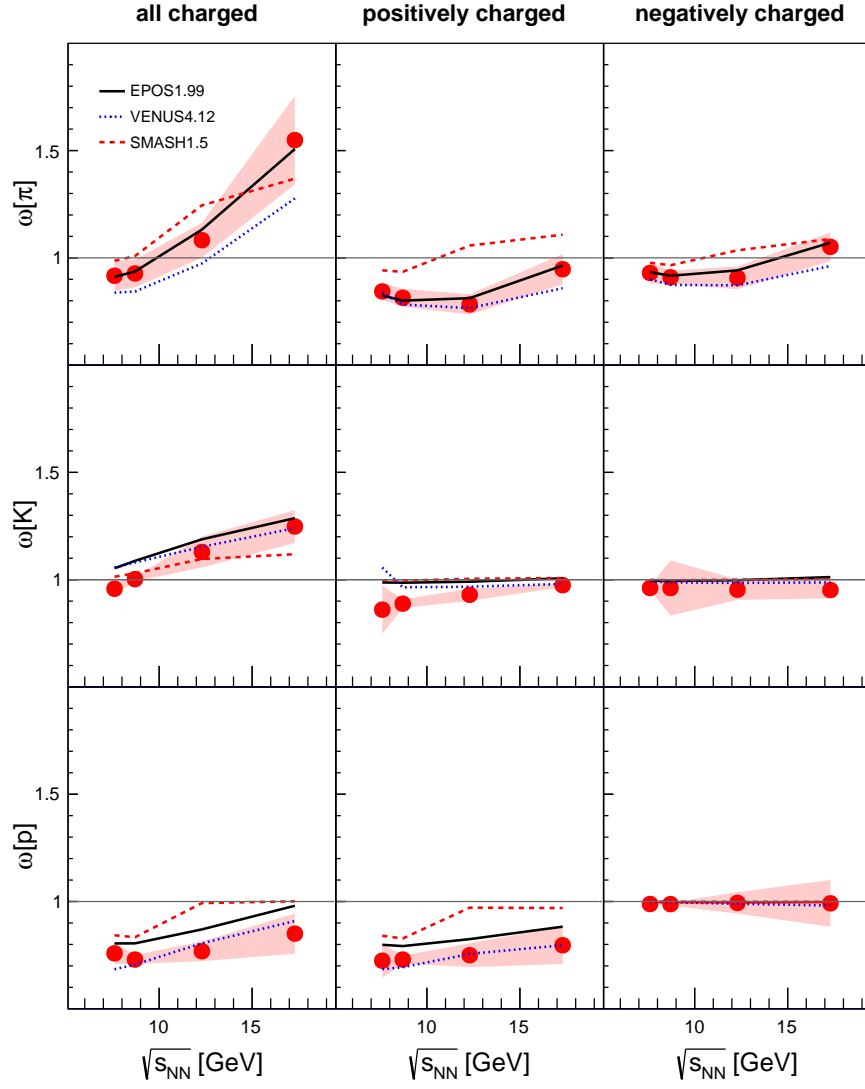 all charged positively charged negatively charged
EPOS1.99
VENUS4.12
SMASH1.5
1.5
1
ω[π]
1.5
1
ω[K]
1.5
1
ω[p]
10 15 10 15 10 15
√sNN [GeV] √sNN [GeV] √sNN [GeV]